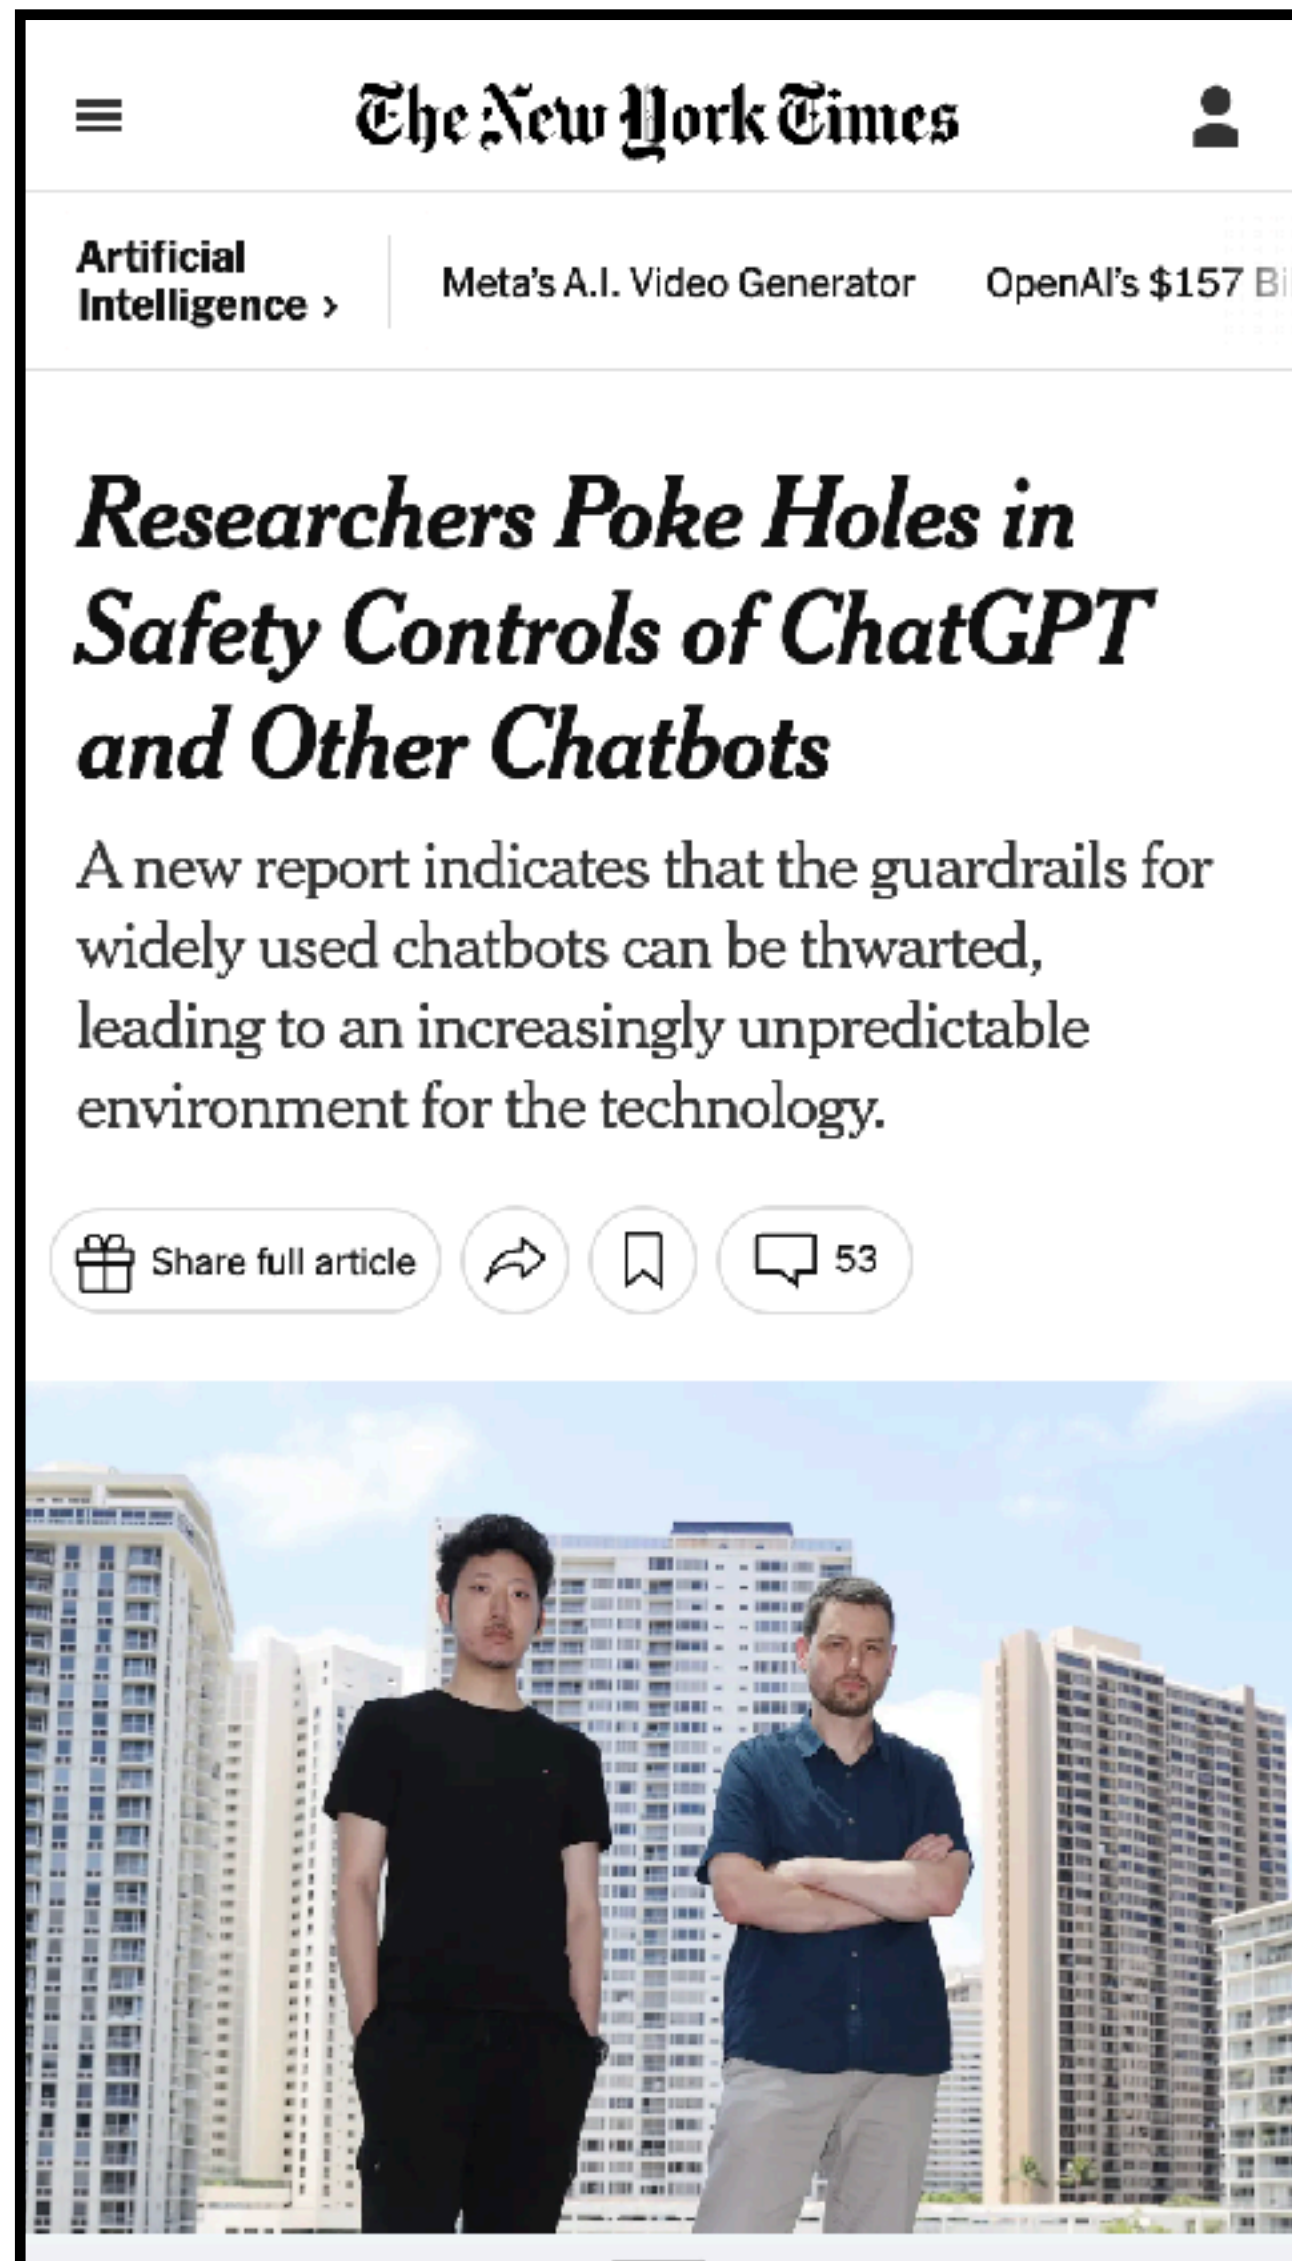 The New York Times
Artificial
Intelligence >
Meta's A.I. Video Generator
OpenAI's $157
Researchers Poke Holes in
Safety Controls of ChatGPT
and Other Chatbots
A new report indicates that the guardrails for
widely used chatbots can be thwarted,
leading to an increasingly unpredictable
environment for the technology.
Share full article
53